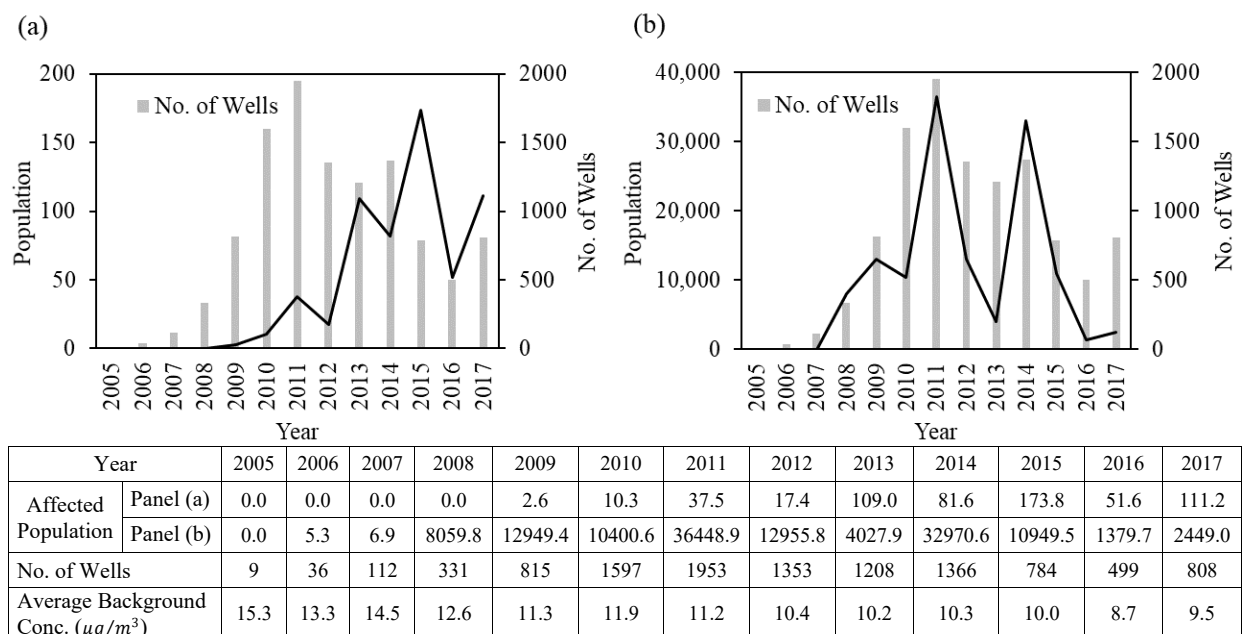 (a) (b)
200 2000 40,000 2000
No. of Wells No. of Wells
150 1500 30,000 1500
Population No. of Wells Population No. of Wells
100 1000 20,000 1000
50 500 10,000 500
0 0 0 0
2005 2006 2007 2008 2009 2010 2011 2012 2013 2014 2015 2016 2017 2005 2006 2007 2008 2009 2010 2011 2012 2013 2014 2015 2016 2017
Year Year
Year 2005 2006 2007 2008 2009 2010 2011 2012 2013 2014 2015 2016 2017
Affected Population Panel (a) 0.0 0.0 0.0 0.0 2.6 10.3 37.5 17.4 109.0 81.6 173.8 51.6 111.2
Panel (b) 0.0 5.3 6.9 8059.8 12949.4 10400.6 36448.9 12955.8 4027.9 32970.6 10949.5 1379.7 2449.0
No. of Wells 9 36 112 331 815 1597 1953 1353 1208 1366 784 499 808
Average Background
Conc. (μg/m³) 15.3 13.3 14.5 12.6 11.3 11.9 11.2 10.4 10.2 10.3 10.0 8.7 9.5